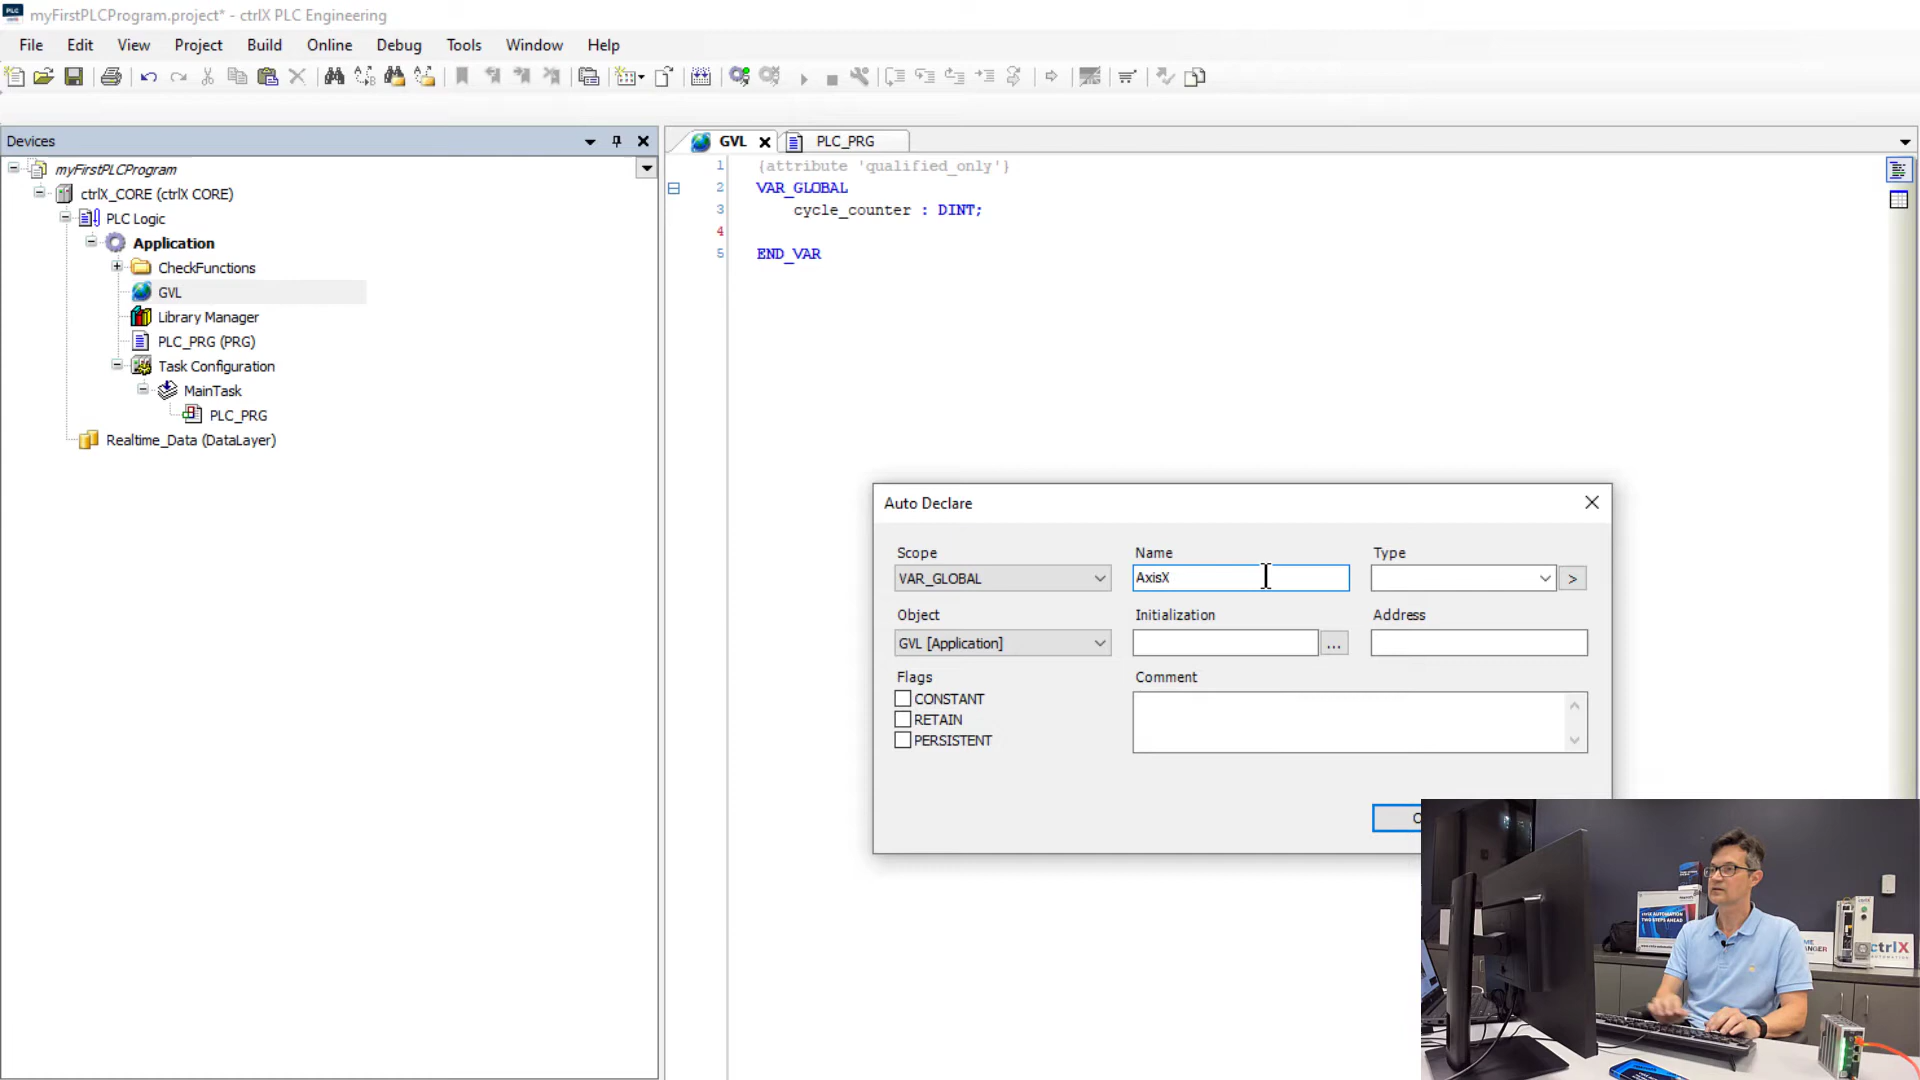 myFirstPLCProgram.project* - ctrlX PLC Engineering
File Edit View Project Build Online Debug Tools Window Help
Devices
myFirstPLCProgram
ctrlX_CORE (ctrlX CORE)
PLC Logic
Application
CheckFunctions
GVL
Library Manager
PLC_PRG (PRG)
Task Configuration
MainTask
PLC_PRG
Realtime_Data (DataLayer)
GVL PLC_PRG
1 {attribute 'qualified_only'}
2 VAR_GLOBAL
3 cycle_counter : DINT;
4
5 END_VAR
Auto Declare
Scope Name Type
VAR_GLOBAL AxisX >
Object Initialization Address
GVL [Application] ...
Flags Comment
CONSTANT
RETAIN
PERSISTENT
ctrlX
AUTOMATION